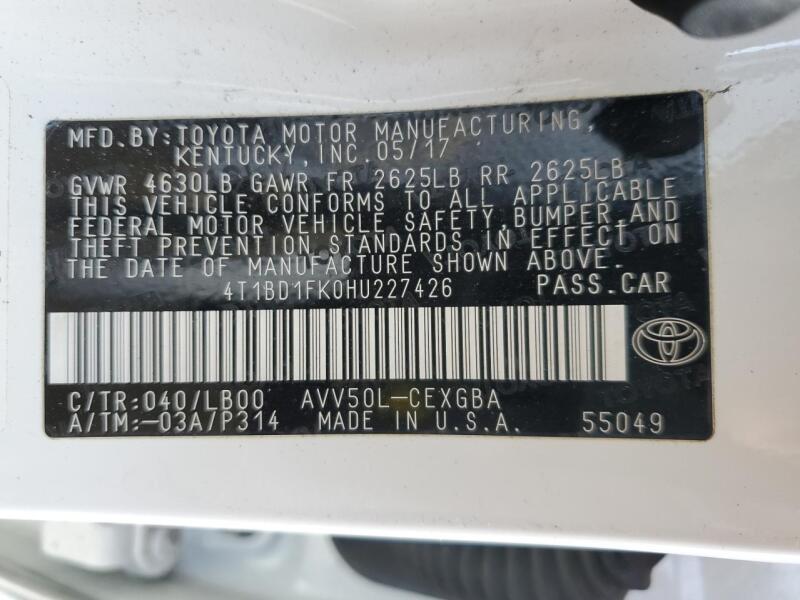 MFD. BY: TOYOTA MOTOR MANUFACTURING,
KENTUCKY, INC. 05/17
GVWR 4630LB GAWR FR 2625LB RR 2625LB
THIS VEHICLE CONFORMS TO ALL APPLICABLE
FEDERAL MOTOR VEHICLE SAFETY, BUMPER, AND
THEFT PREVENTION STANDARDS IN EFFECT ON
THE DATE OF MANUFACTURE SHOWN ABOVE.
4T1BD1FK0HU227426 PASS. CAR
C/TR: 040/LB00 AVV50L-CEXGBA
A/TM: -03A/P314 MADE IN U.S.A. 55049